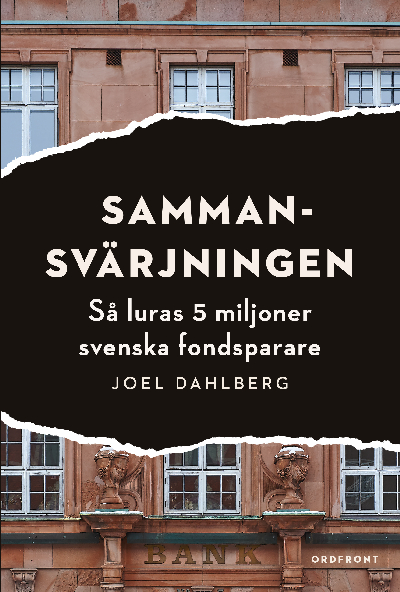 SAMMAN-
SVÄRJNINGEN
Så luras 5 miljoner
svenska fondsparare
JOEL DAHLBERG
BANK
ORDFRONT